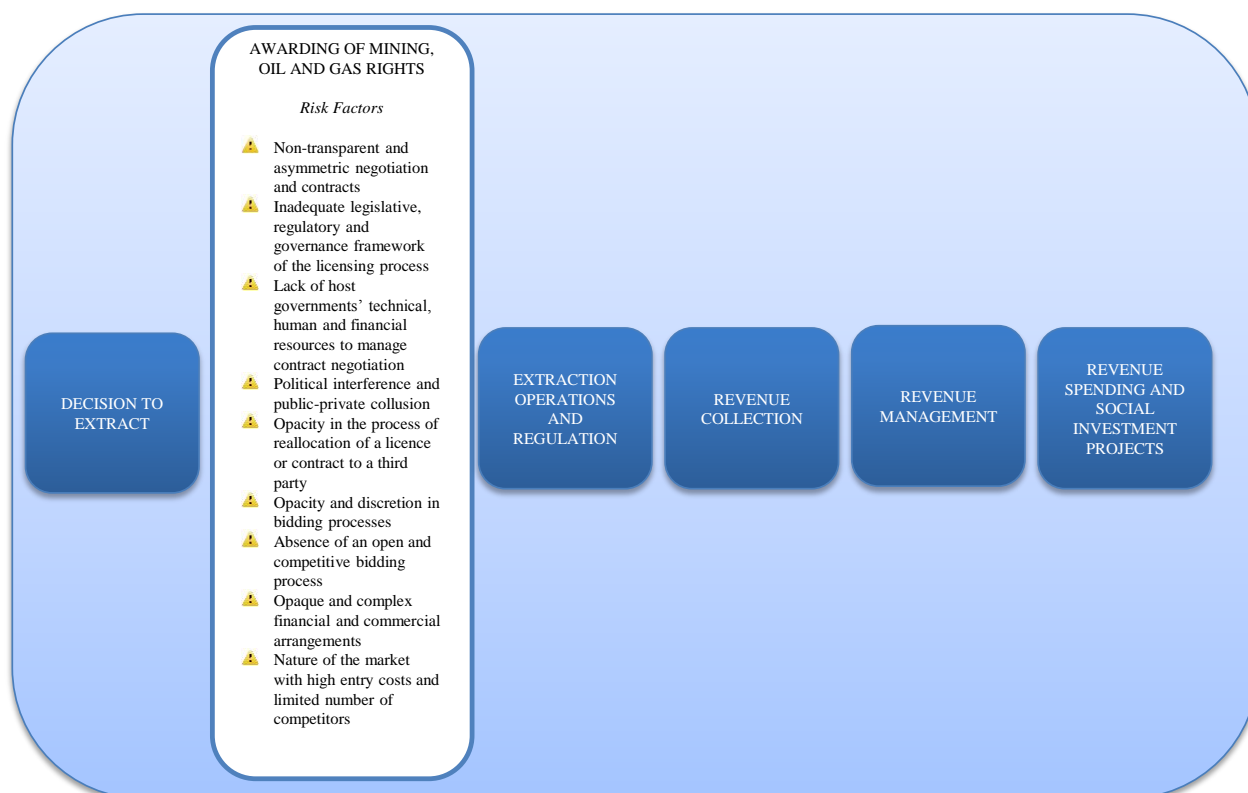 DECISION TO
EXTRACT
AWARDING OF MINING,
OIL AND GAS RIGHTS
Risk Factors
Non-transparent and
asymmetric negotiation
and contracts
Inadequate legislative,
regulatory and
governance framework
of the licensing process
Lack of host
governments’ technical,
human and financial
resources to manage
contract negotiation
Political interference and
public-private collusion
Opacity in the process of
reallocation of a licence
or contract to a third
party
Opacity and discretion in
bidding processes
Absence of an open and
competitive bidding
process
Opaque and complex
financial and commercial
arrangements
Nature of the market
with high entry costs and
limited number of
competitors
EXTRACTION
OPERATIONS
AND
REGULATION
REVENUE
COLLECTION
REVENUE
MANAGEMENT
REVENUE
SPENDING AND
SOCIAL
INVESTMENT
PROJECTS